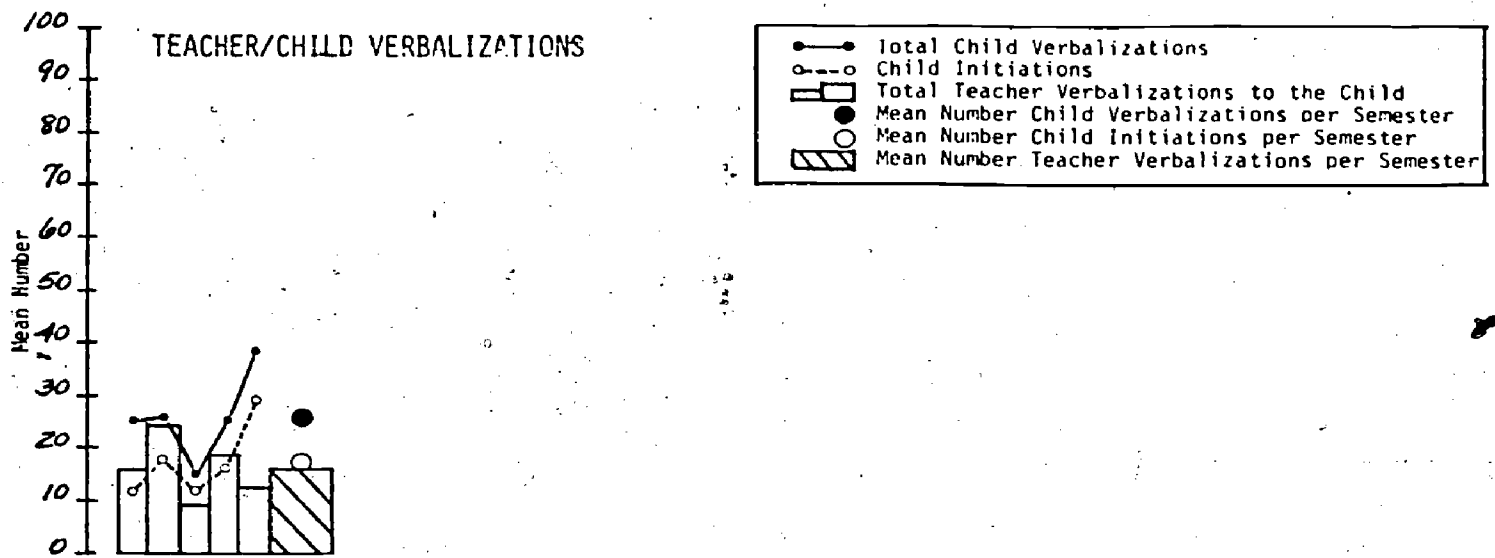 TEACHER/CHILD VERBALIZATIONS
Total Child Verbalizations
Child Initiations
Total Teacher Verbalizations to the Child
Mean Number Child Verbalizations per Semester
Mean Number Child Initiations per Semester
Mean Number Teacher Verbalizations per Semester
Mean Number
100
90
80
70
60
50
40
30
20
10
0